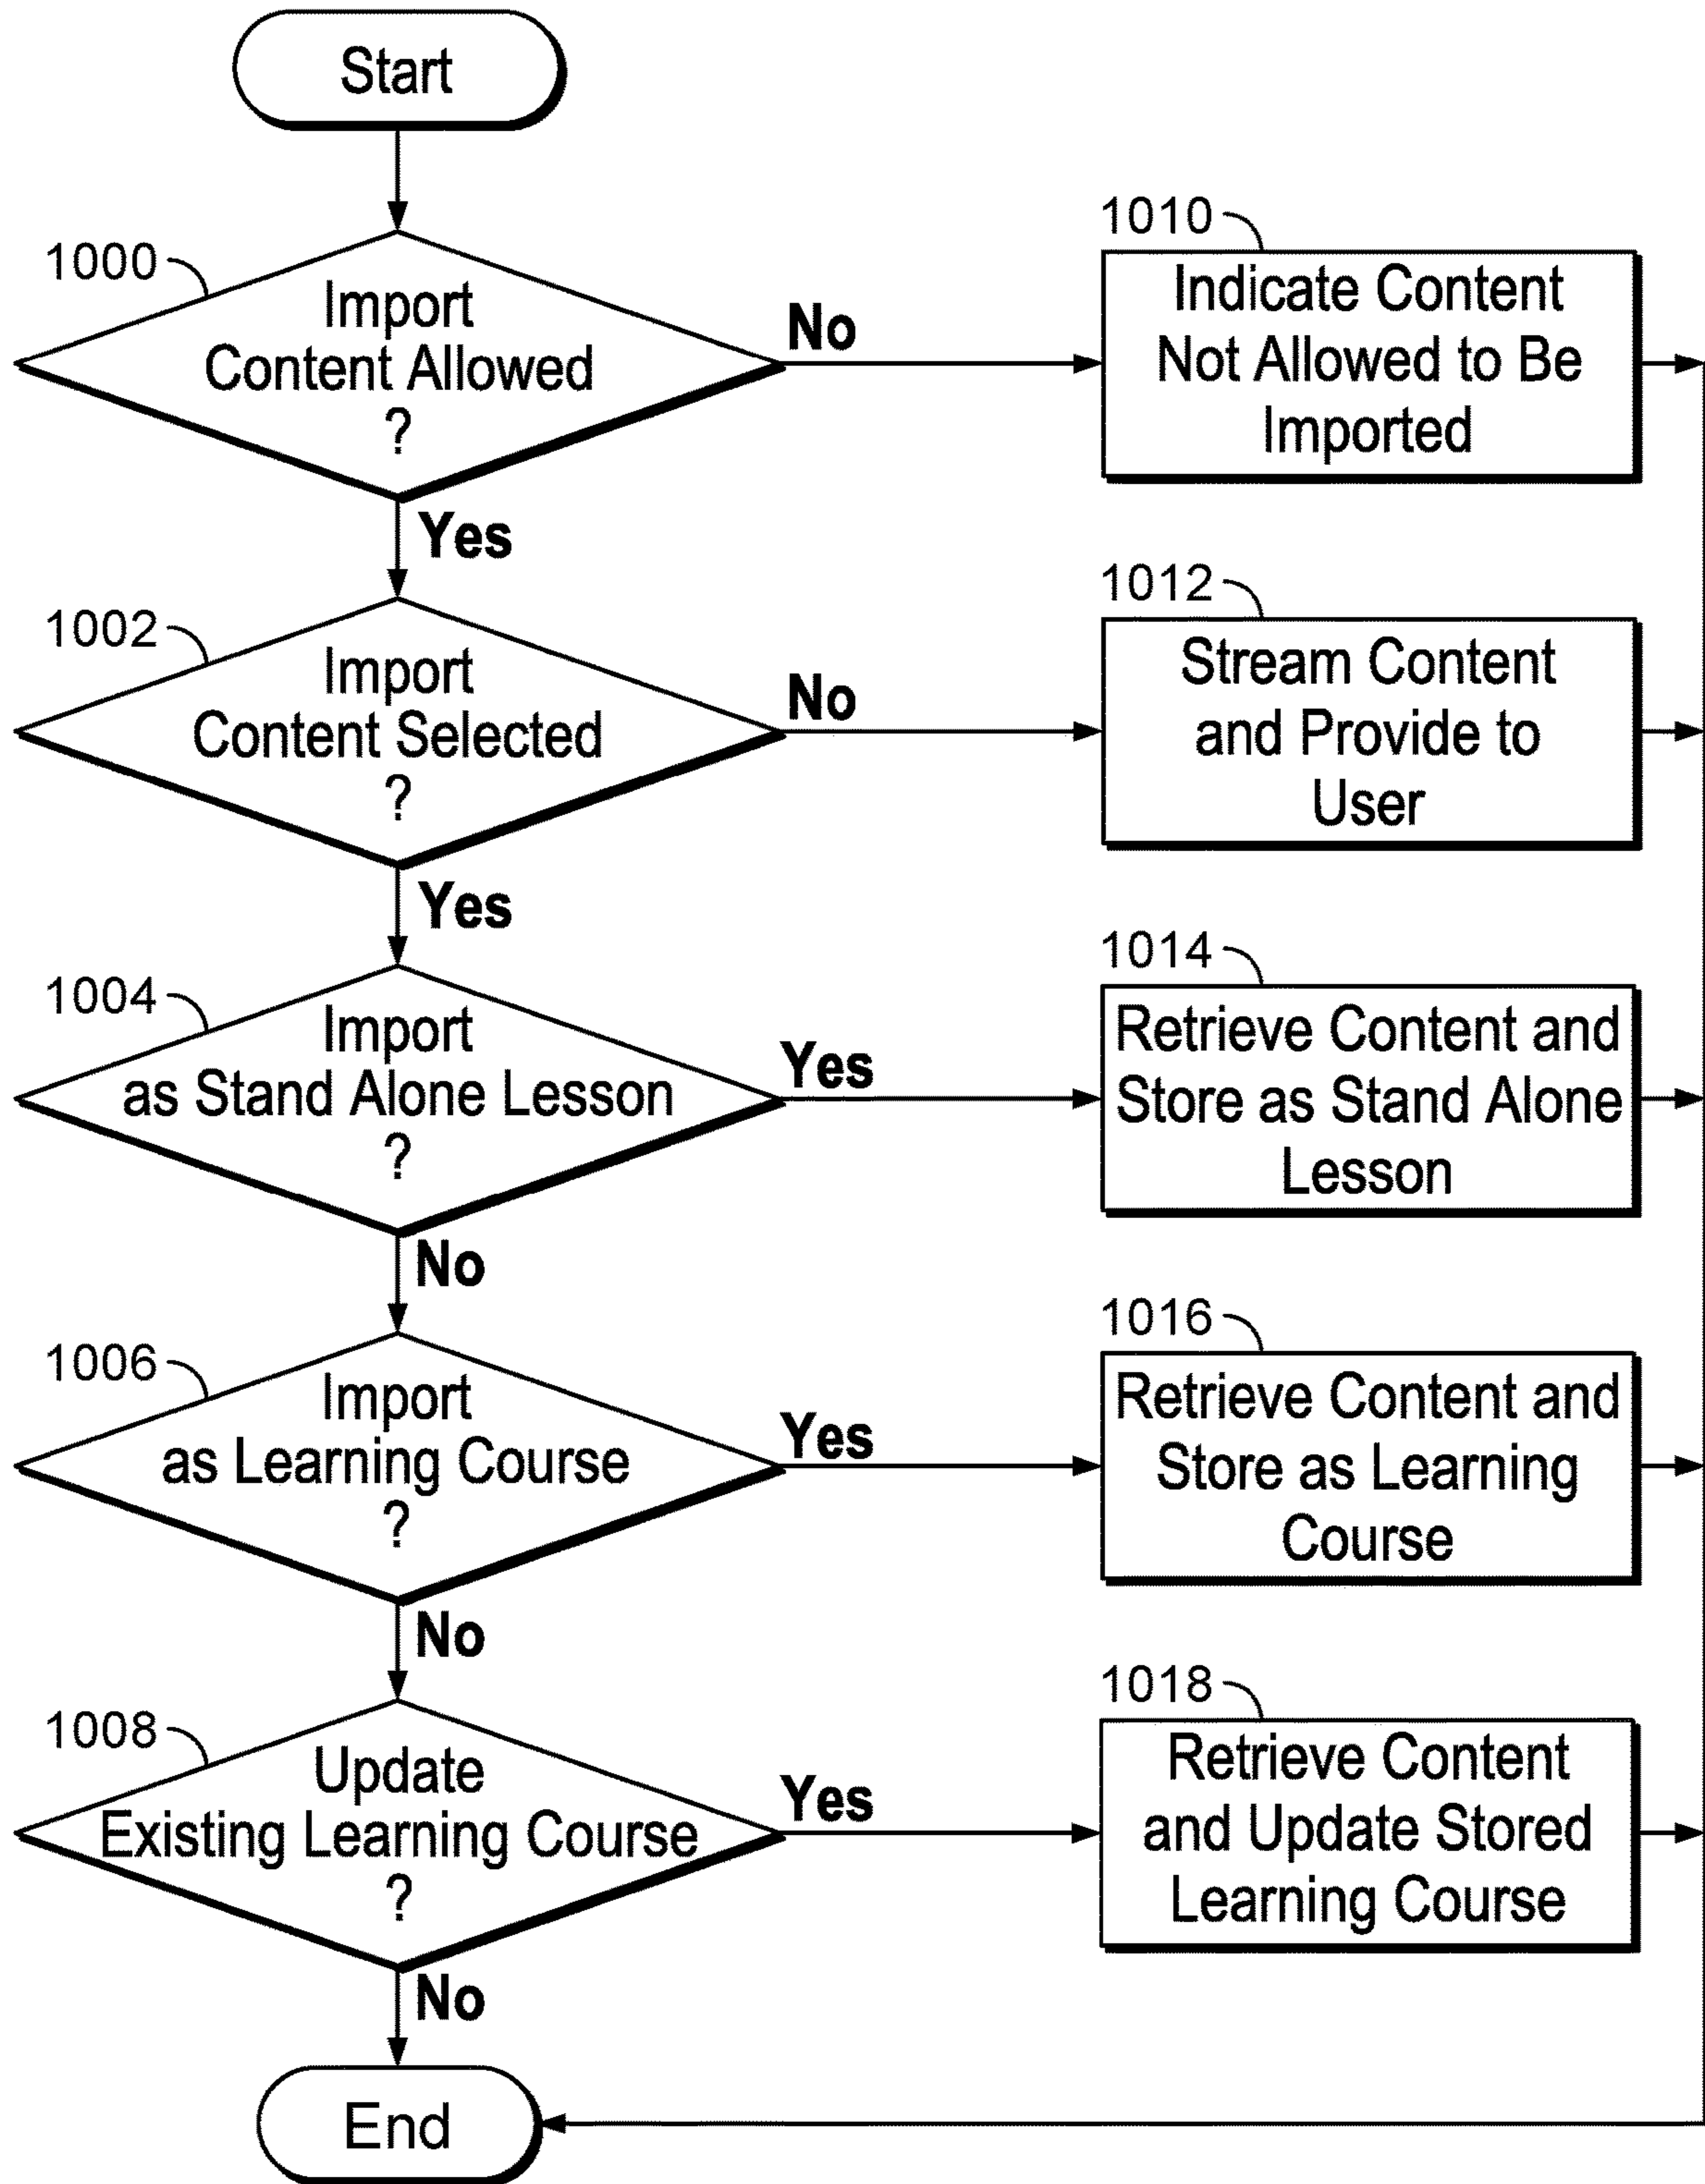 Start
1000
Import
Content Allowed
?
No
1010
Indicate Content
Not Allowed to Be
Imported
Yes
1002
Import
Content Selected
?
No
1012
Stream Content
and Provide to
User
Yes
1004
Import
as Stand Alone Lesson
?
Yes
1014
Retrieve Content and
Store as Stand Alone
Lesson
No
1006
Import
as Learning Course
?
Yes
1016
Retrieve Content and
Store as Learning
Course
No
1008
Update
Existing Learning Course
?
Yes
1018
Retrieve Content
and Update Stored
Learning Course
No
End